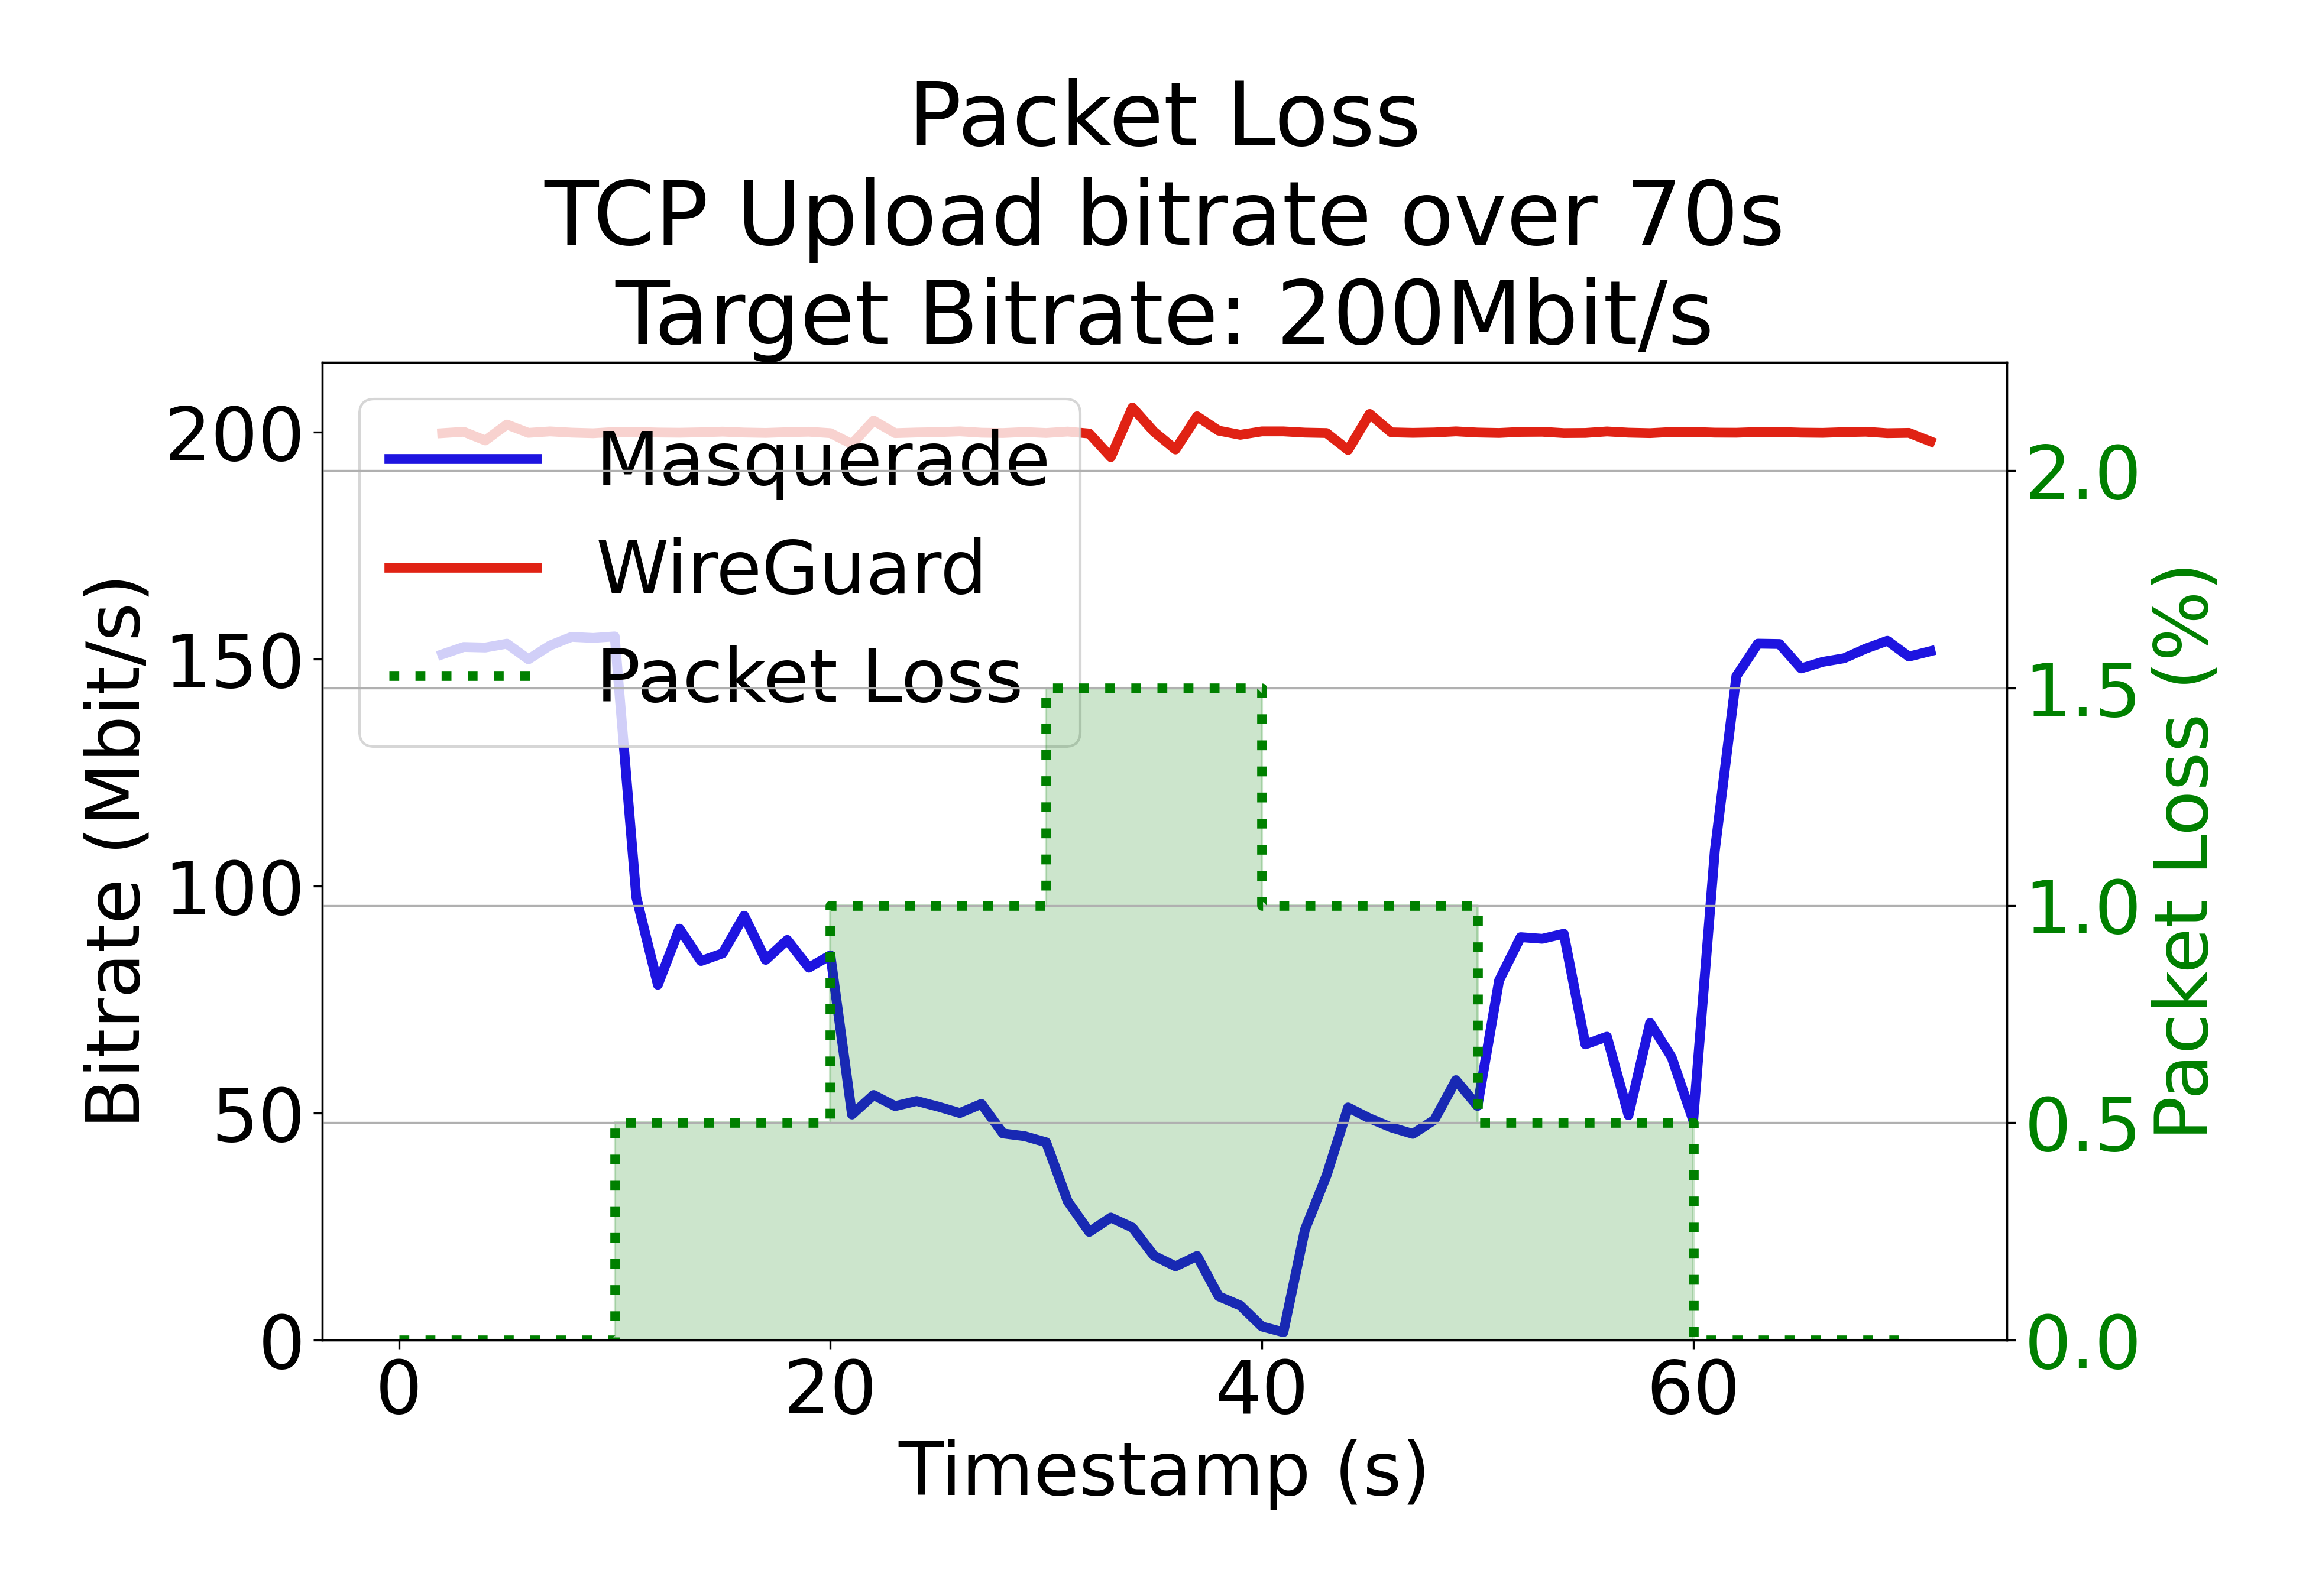 Packet Loss
TCP Upload bitrate over 70s
Target Bitrate: 200Mbit/s
Bitrate (Mbit/s)
200
150
100
50
0
Masquerade
WireGuard
Packet Loss
2.0
1.5
1.0
0.5
0.0
Packet Loss (%)
0 20 40 60
Timestamp (s)